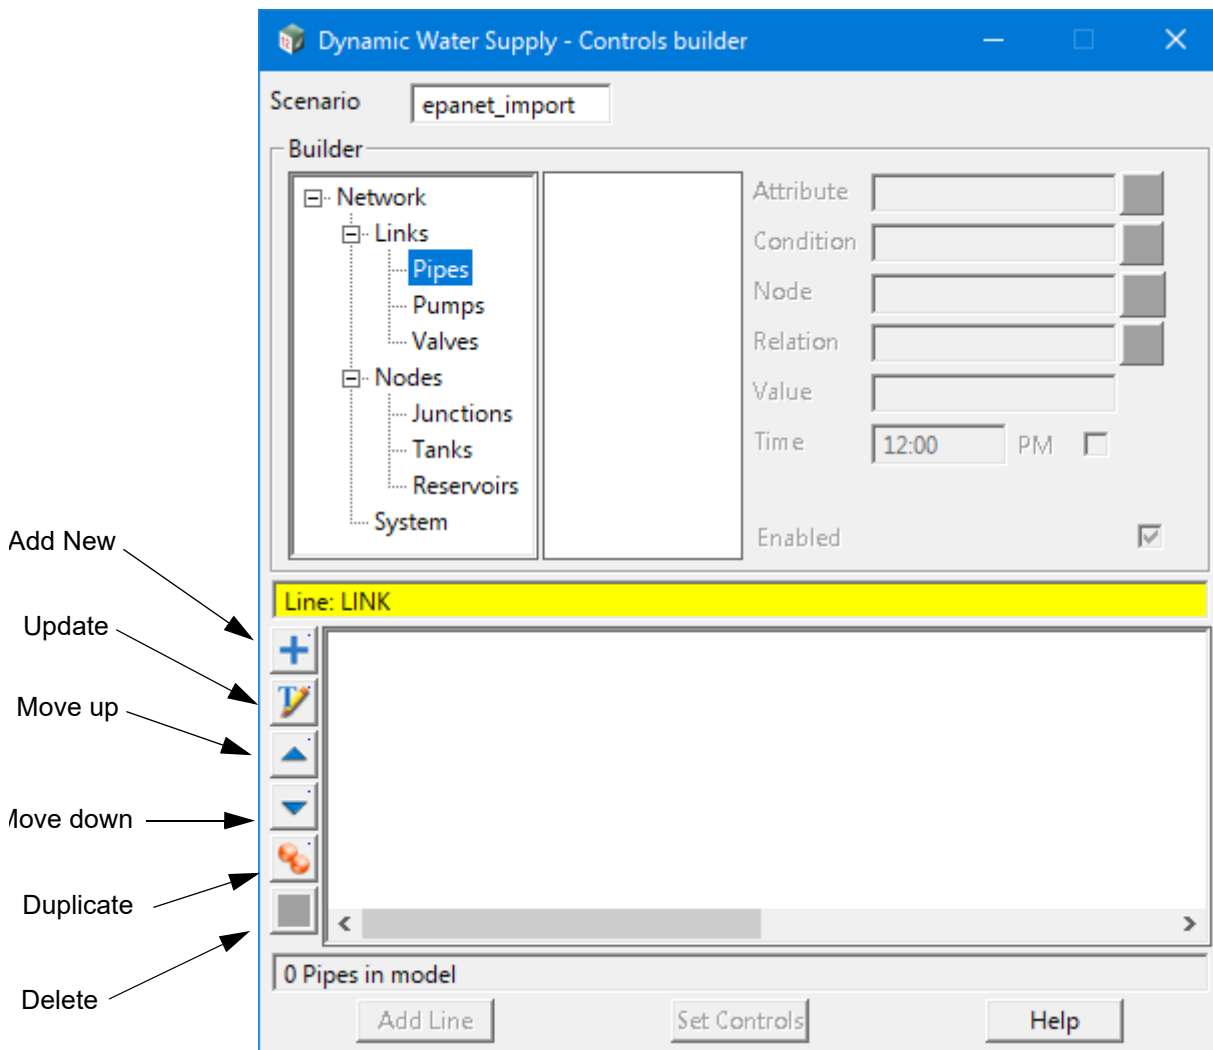 Dynamic Water Supply - Controls builder
Scenario epanet_import
Builder
Network
Links
Pipes
Pumps
Valves
Nodes
Junctions
Tanks
Reservoirs
System
Attribute
Condition
Node
Relation
Value
Time 12:00 PM
Enabled
Line: LINK
Add New
Update
Move up
Move down
Duplicate
Delete
0 Pipes in model
Add Line Set Controls Help